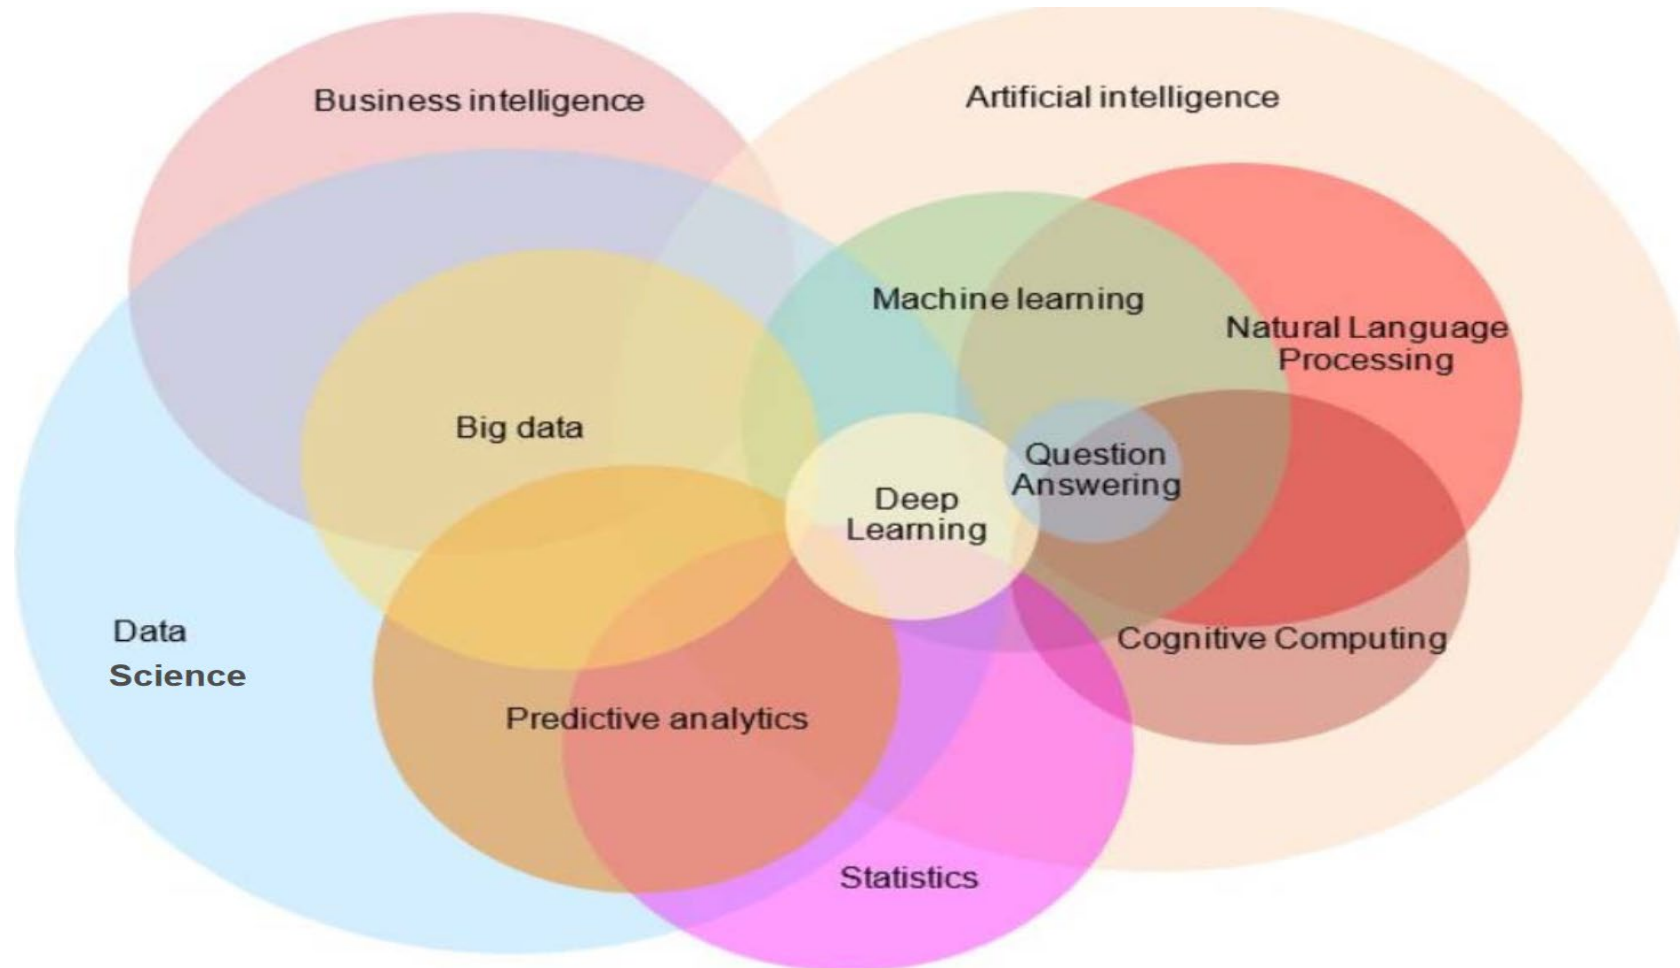 Business intelligence
Artificial intelligence
Machine learning
Natural Language
Processing
Big data
Question
Answering
Deep
Learning
Data
Science
Cognitive Computing
Predictive analytics
Statistics